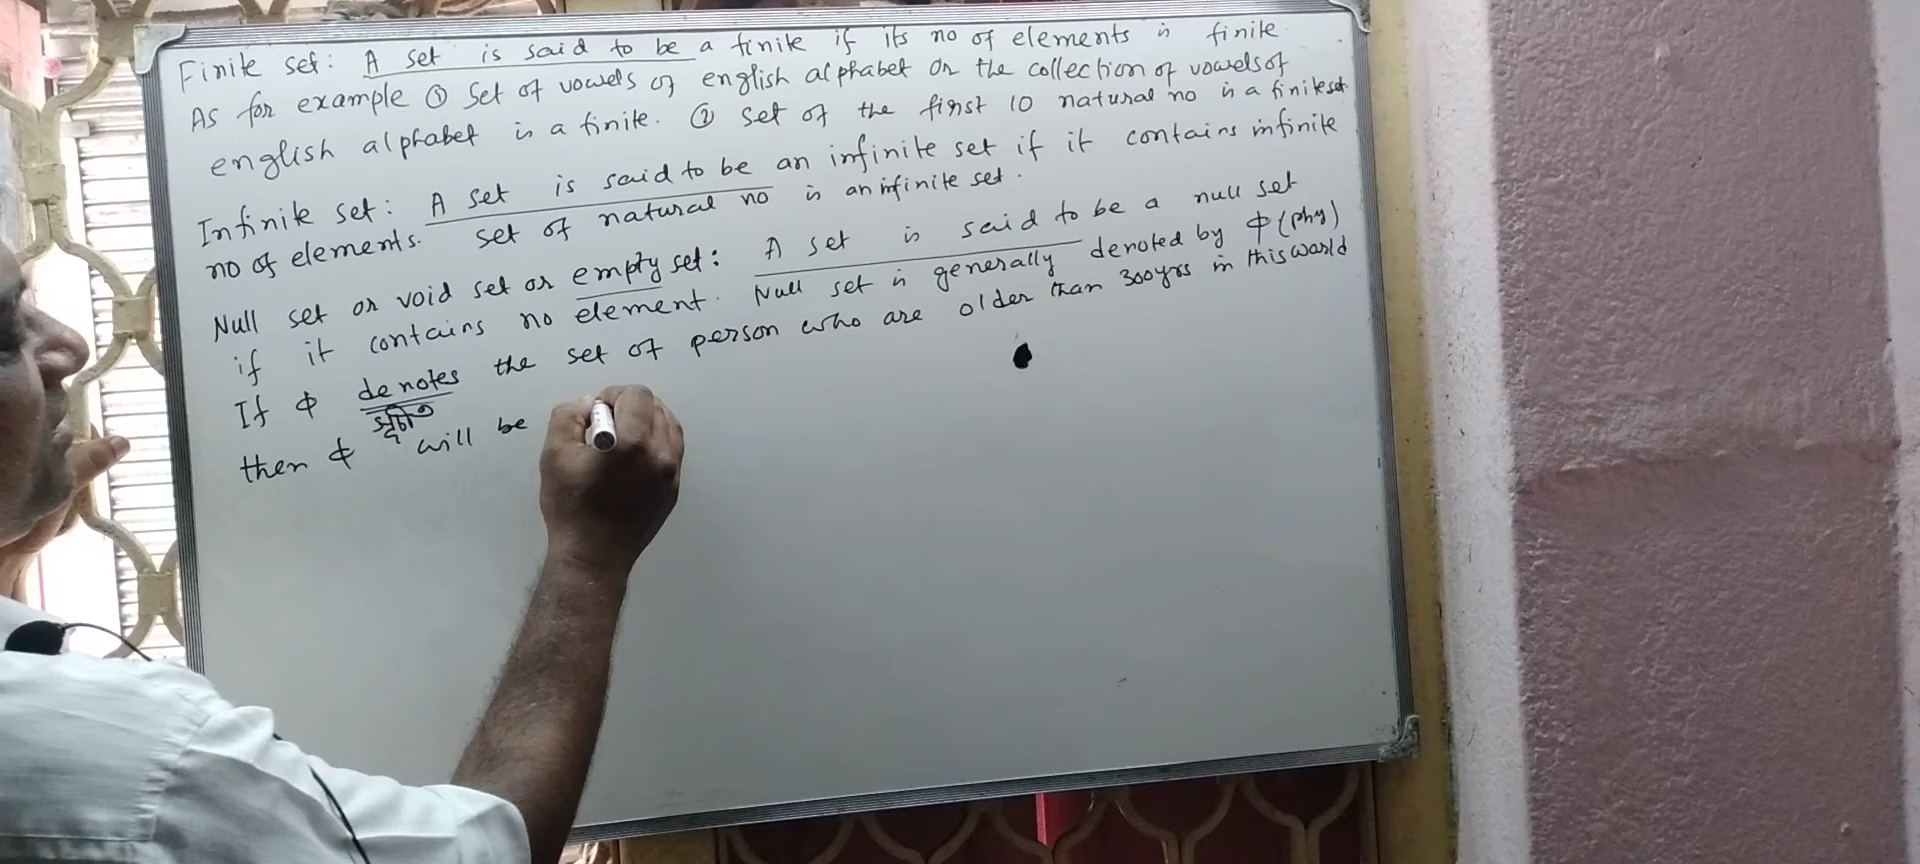 Finite set: A set is said to be a finite if its no of elements is finite.
As for example ① Set of vowels of english alphabet or the collection of vowels of
english alphabet is a finite. ② Set of the first 10 natural no is a finite set
Infinite set: A set is said to be an infinite set if it contains infinite
no of elements. set of natural no is an infinite set.
Null set or void set or empty set: A set is said to be a null set
if it contains no element. Null set is generally denoted by ф (phy)
If ф denotes the set of person who are older than 300yrs in this world
then ф will be